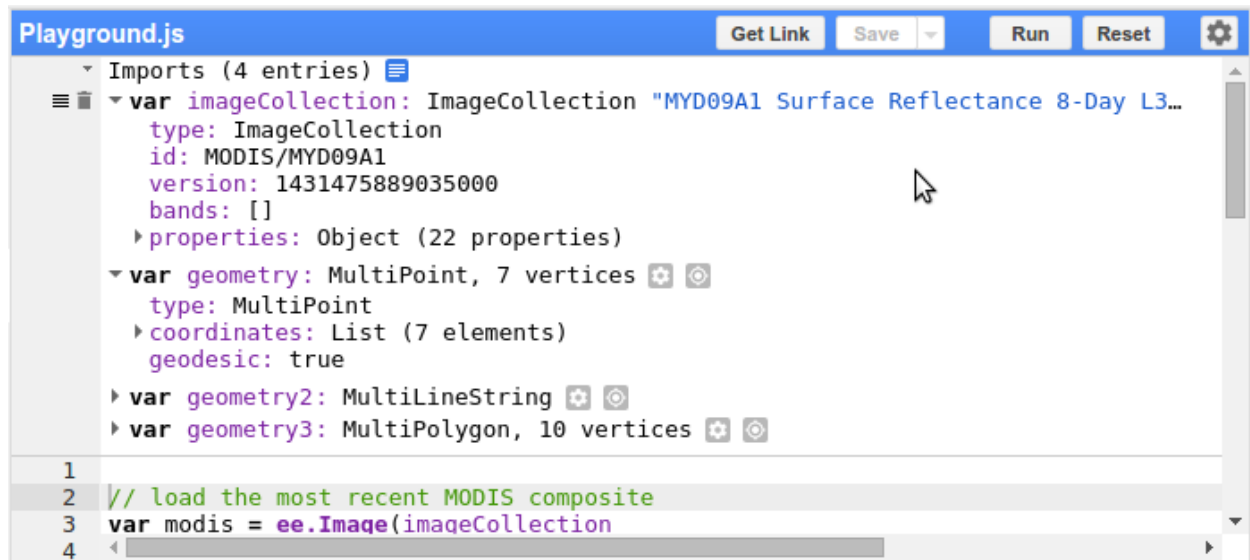 Playground.js Get Link Save Run Reset
Imports (4 entries)
var imageCollection: ImageCollection "MYD09A1 Surface Reflectance 8-Day L3…
type: ImageCollection
id: MODIS/MYD09A1
version: 1431475889035000
bands: []
properties: Object (22 properties)
var geometry: MultiPoint, 7 vertices
type: MultiPoint
coordinates: List (7 elements)
geodesic: true
var geometry2: MultiLineString
var geometry3: MultiPolygon, 10 vertices
1
2 // load the most recent MODIS composite
3 var modis = ee.Image(imageCollection
4